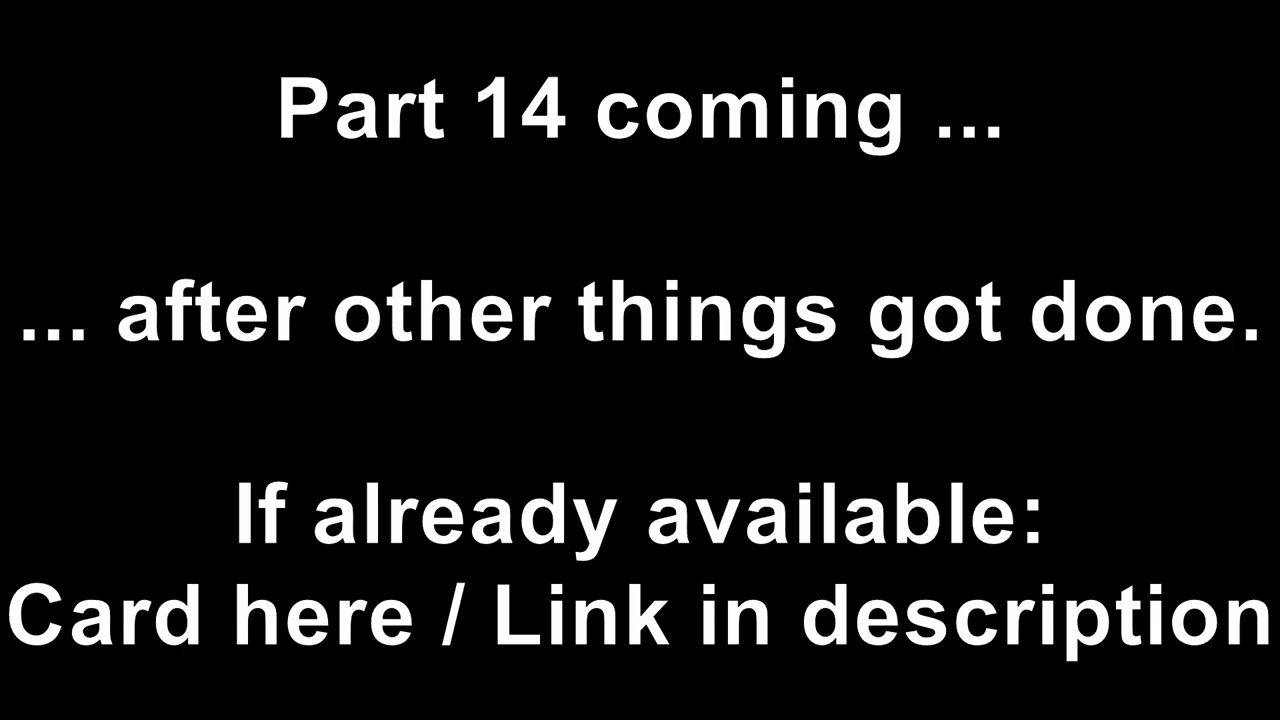 Part 14 coming ...
... after other things got done.
If already available:
Card here / Link in description